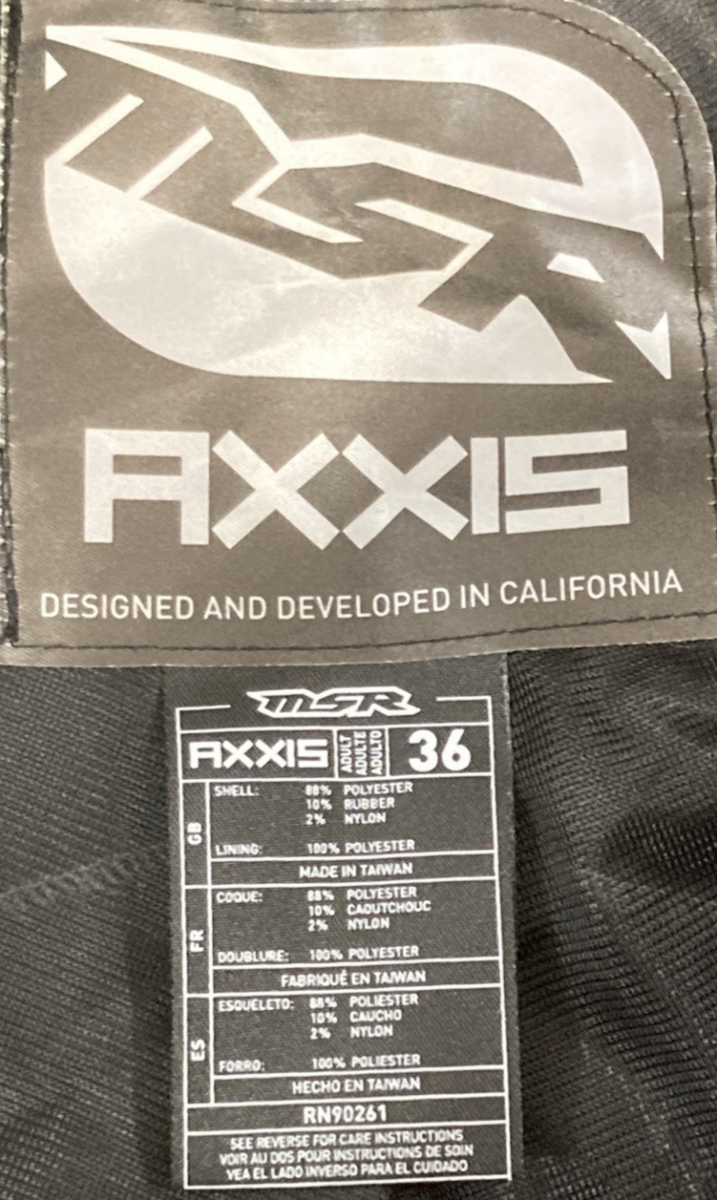 MSR
AXXIS
DESIGNED AND DEVELOPED IN CALIFORNIA
MSR
AXXIS ADULT ADULTE ADULTO 36
GB
SHELL: 88% POLYESTER
10% RUBBER
2% NYLON
LINING: 100% POLYESTER
MADE IN TAIWAN
FR
COQUE: 88% POLYESTER
10% CAOUTCHOUC
2% NYLON
DOUBLURE: 100% POLYESTER
FABRIQUÉ EN TAIWAN
ES
ESQUELETO: 88% POLIESTER
10% CAUCHO
2% NYLON
FORRO: 100% POLIESTER
HECHO EN TAIWAN
RN90261
SEE REVERSE FOR CARE INSTRUCTIONS
VOIR AU DOS POUR INSTRUCTIONS DE SOIN
VEA EL LADO INVERSO PARA EL CUIDADO